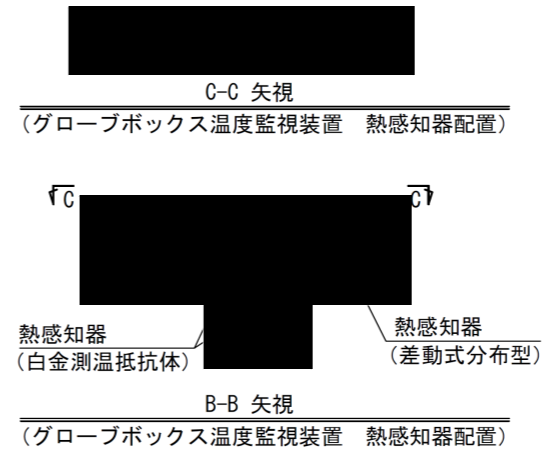 C-C 矢視
(グローブボックス温度監視装置　熱感知器配置)
C C
熱感知器
(白金測温抵抗体)
熱感知器
(差動式分布型)
B-B 矢視
(グローブボックス温度監視装置　熱感知器配置)